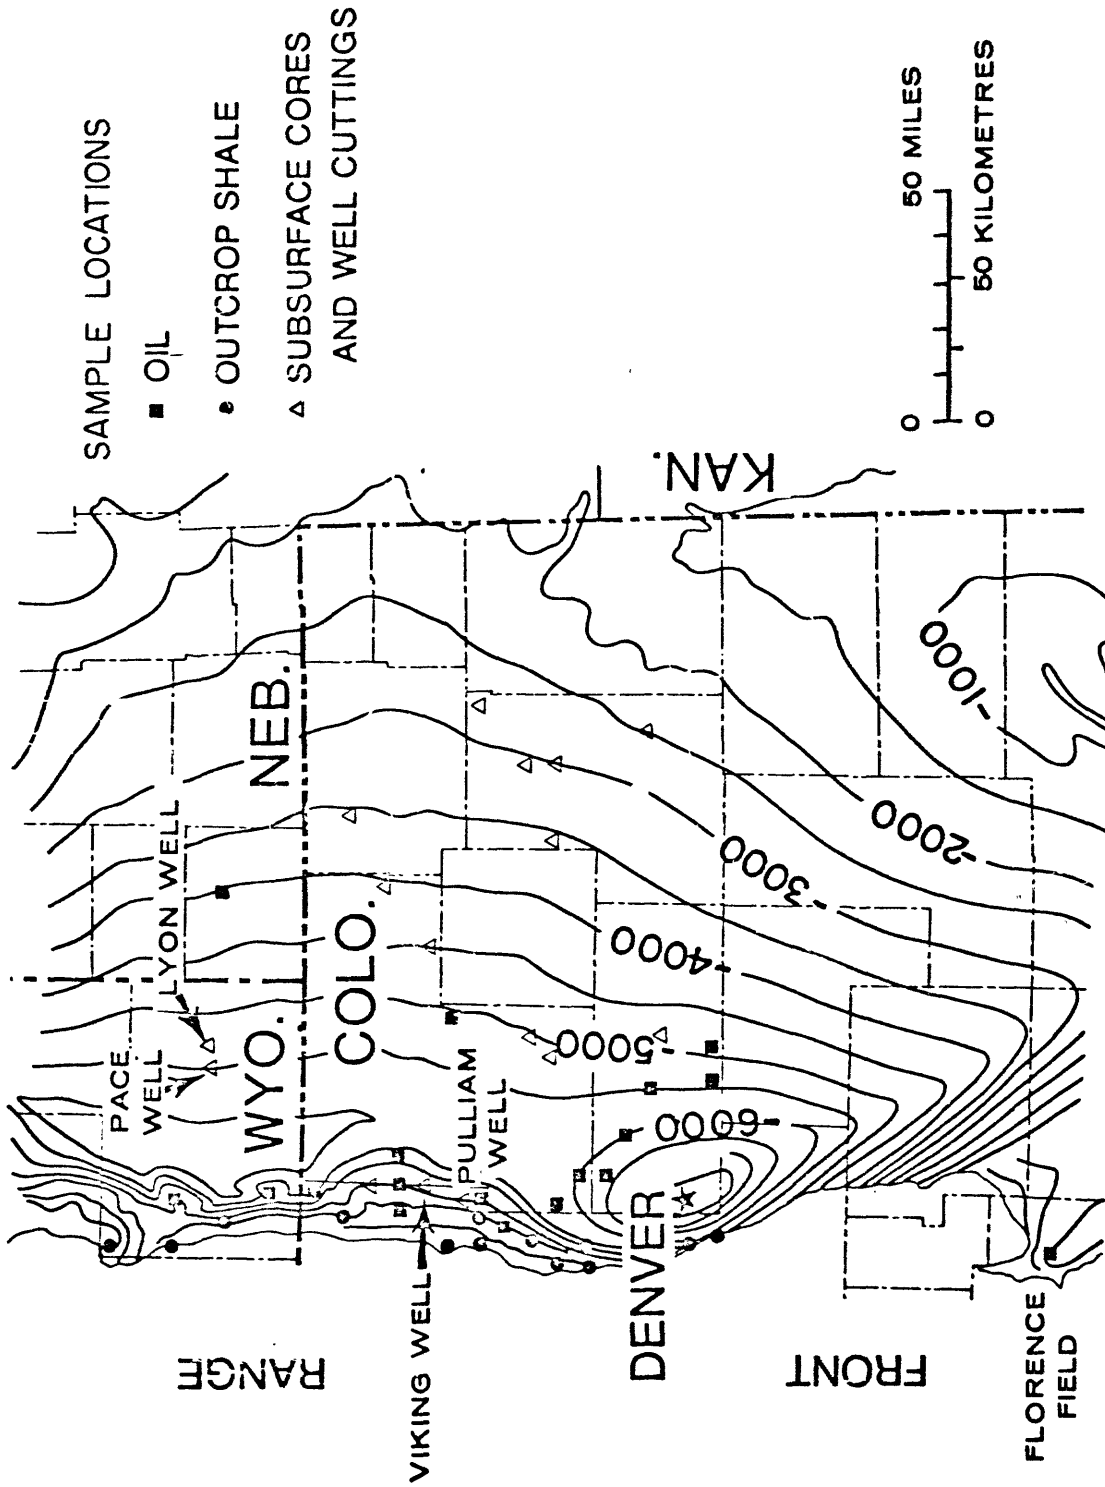 SAMPLE LOCATIONS
OIL
OUTCROP SHALE
SUBSURFACE CORES
AND WELL CUTTINGS
0
50 MILES
0
50 KILOMETRES
KAN.
NEB.
COLO.
WYO.
LYON WELL
PACE
WELL
PULLIAM
WELL
VIKING WELL
DENVER
RANGE
FRONT
FLORENCE
FIELD
-1000
-2000
-3000
-4000
-5000
-6000